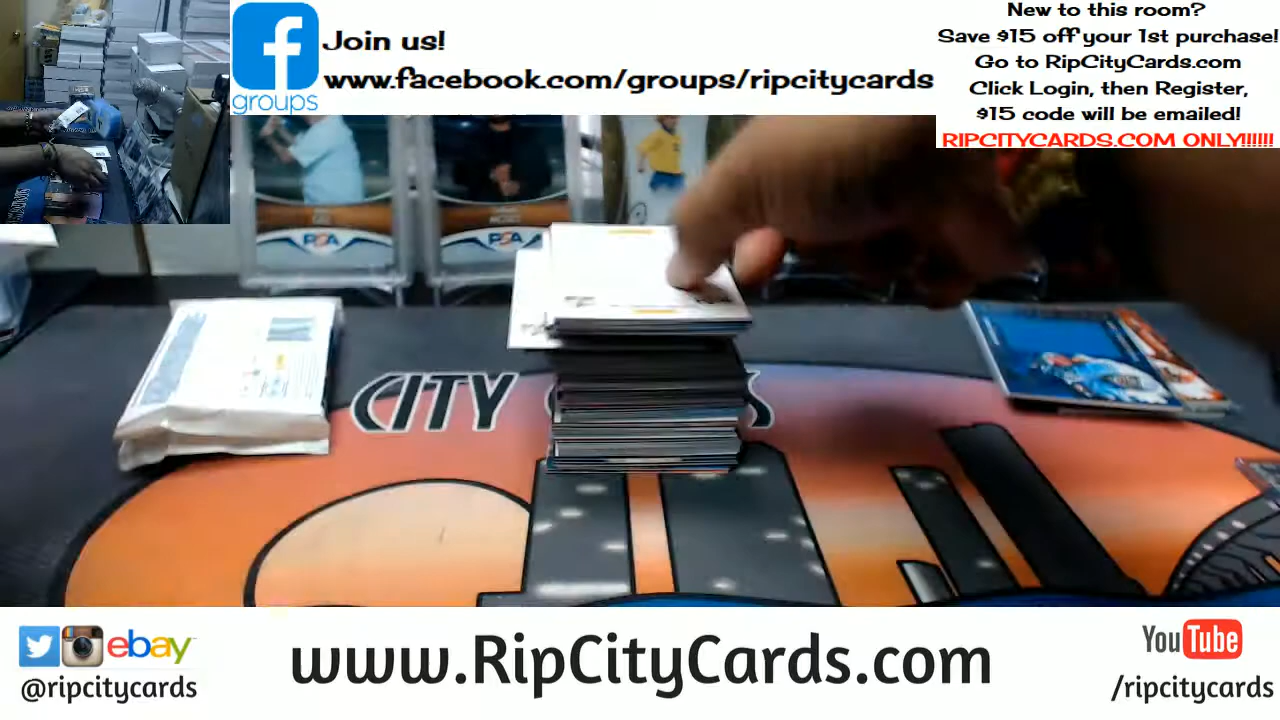 Join us!
www.facebook.com/groups/ripcitycards
groups
New to this room?
Save $15 off your 1st purchase!
Go to RipCityCards.com
Click Login, then Register,
$15 code will be emailed!
RIPCITYCARDS.COM ONLY!!!!!!
PSA
PSA
CITY
ebay
@ripcitycards
www.RipCityCards.com
YouTube
/ripcitycards